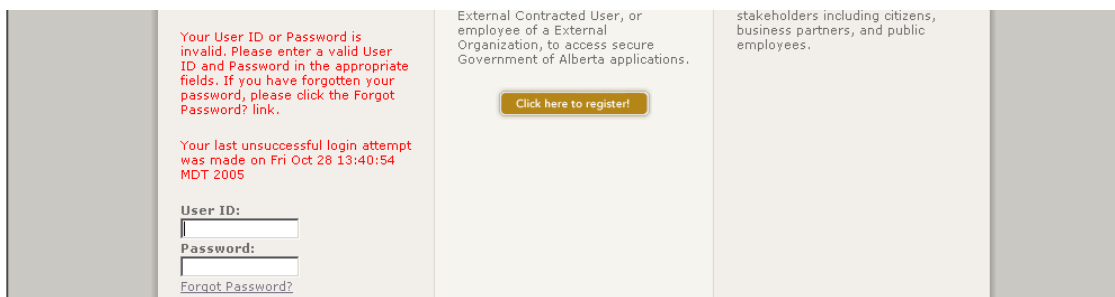 Your User ID or Password is
invalid. Please enter a valid User
ID and Password in the appropriate
fields. If you have forgotten your
password, please click the Forgot
Password? link.
Your last unsuccessful login attempt
was made on Fri Oct 28 13:40:54
MDT 2005
User ID:
Password:
Forgot Password?
External Contracted User, or
employee of a External
Organization, to access secure
Government of Alberta applications.
Click here to register!
stakeholders including citizens,
business partners, and public
employees.